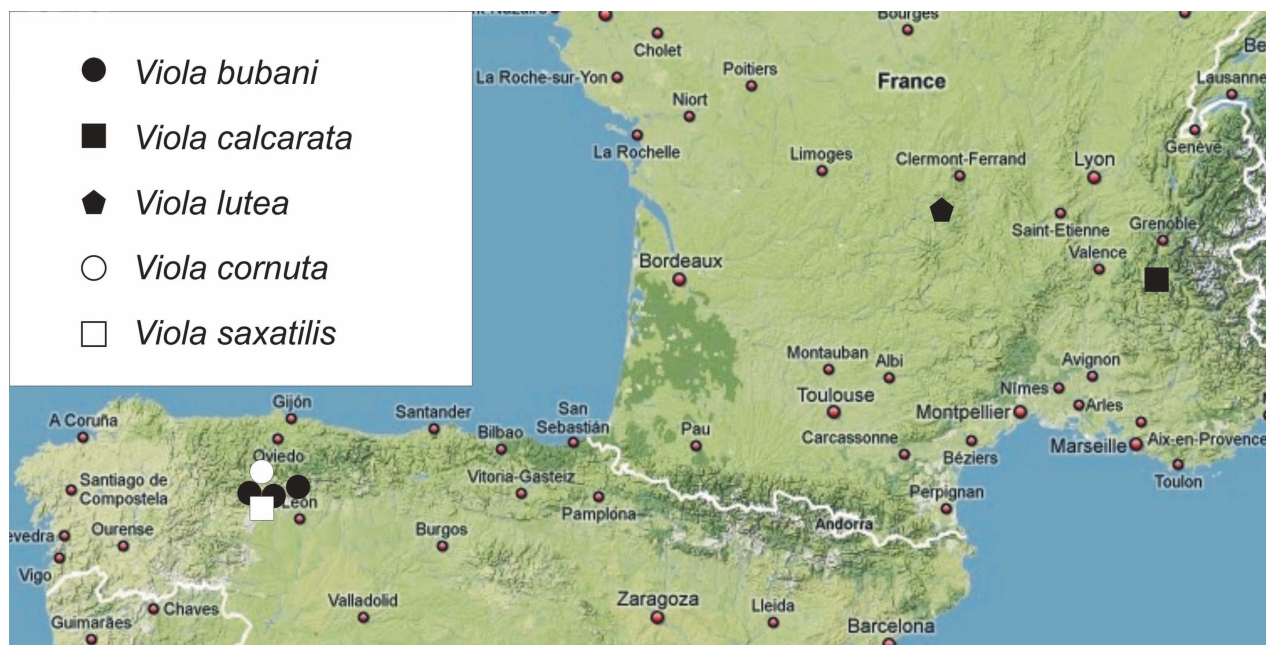 Viola bubani
Viola calcarata
Viola lutea
Viola cornuta
Viola saxatilis
Bourges
Cholet
La Roche-sur-Yon
Poitiers
France
Niort
Lausanne
La Rochelle
Limoges
Clermont-Ferrand
Lyon
Genève
Saint-Etienne
Grenoble
Valence
Bordeaux
Montauban
Albi
Avignon
Nîmes
Arles
Toulouse
Montpellier
Aix-en-Provence
Marseille
Carcassonne
Béziers
Toulon
Perpignan
Gijón
A Coruña
Santander
San
Sebastián
Bilbao
Pau
Oviedo
Vitoria-Gasteiz
Santiago de
Compostela
León
Pamplona
Andorra
evedra
Ourense
Burgos
Vigo
Chaves
Valladolid
Zaragoza
Lleida
Guimarães
Barcelona